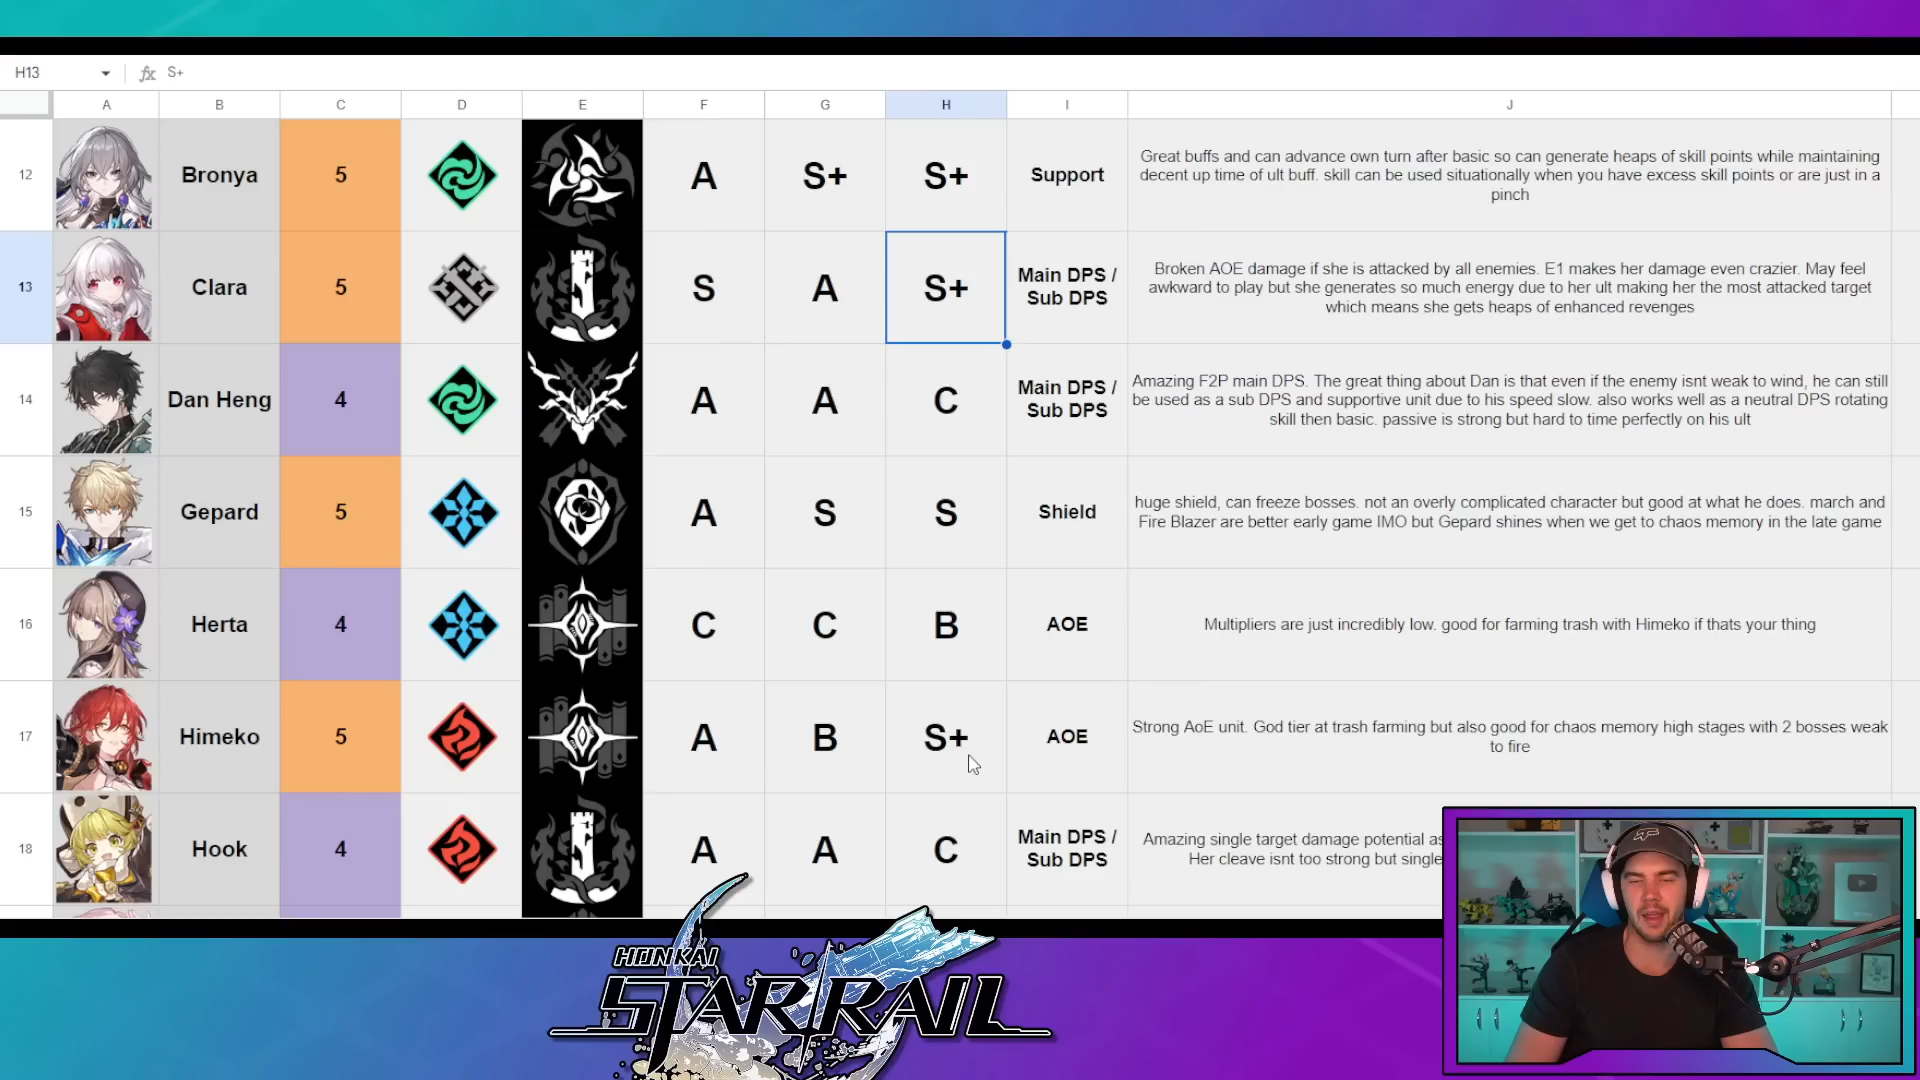 H13
fx S+
A B C D E F G H I J
12 Bronya 5 A S+ S+ Support
Great buffs and can advance own turn after basic so can generate heaps of skill points while maintaining
decent up time of ult buff. skill can be used situationally when you have excess skill points or are just in a
pinch
13 Clara 5 S A S+ Main DPS /
Sub DPS
Broken AOE damage if she is attacked by all enemies. E1 makes her damage even crazier. May feel
awkward to play but she generates so much energy due to her ult making her the most attacked target
which means she gets heaps of enhanced revenges
14 Dan Heng 4 A A C Main DPS /
Sub DPS
Amazing F2P main DPS. The great thing about Dan is that even if the enemy isnt weak to wind, he can still
be used as a sub DPS and supportive unit due to his speed slow. also works well as a neutral DPS rotating
skill then basic. passive is strong but hard to time perfectly on his ult
15 Gepard 5 A S S Shield
huge shield, can freeze bosses. not an overly complicated character but good at what he does. march and
Fire Blazer are better early game IMO but Gepard shines when we get to chaos memory in the late game
16 Herta 4 C C B AOE
Multipliers are just incredibly low. good for farming trash with Himeko if thats your thing
17 Himeko 5 A B S+ AOE
Strong AoE unit. God tier at trash farming but also good for chaos memory high stages with 2 bosses weak
to fire
18 Hook 4 A A C Main DPS /
Sub DPS
Amazing single target damage potential as
Her cleave isnt too strong but single
HONKAI
STAR RAIL